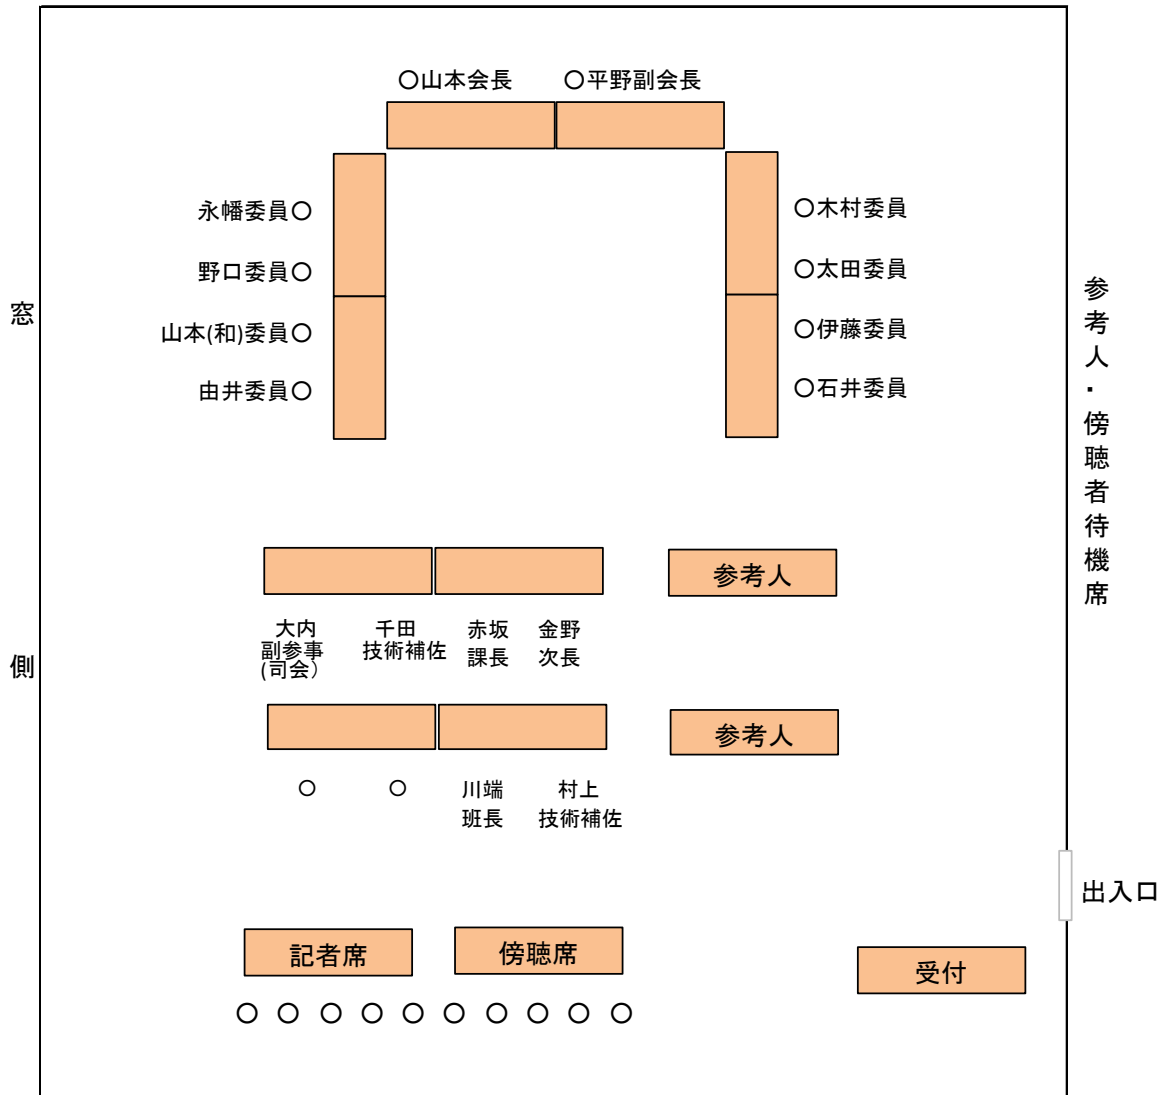 ○山本会長 ○平野副会長
永幡委員○ ○木村委員
野口委員○ ○太田委員
山本(和)委員○ ○伊藤委員
由井委員○ ○石井委員
窓
側
参考人・傍聴者待機席
参考人
大内
副参事
(司会）
千田
技術補佐
赤坂
課長
金野
次長
参考人
○ ○
川端
班長
村上
技術補佐
出入口
記者席 傍聴席
受付
○ ○ ○ ○ ○ ○ ○ ○ ○ ○